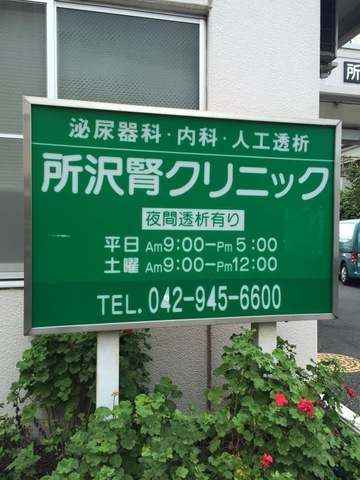 泌尿器科・内科・人工透析
所沢腎クリニック
夜間透析有り
平日 Am9:00–Pm5:00
土曜 Am9:00–Pm12:00
TEL. 042-945-6600
所